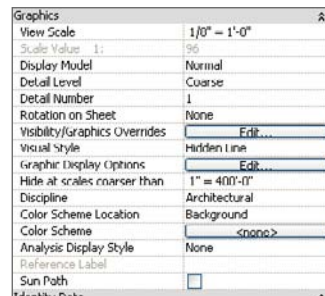 Graphics
View Scale 1/8" = 1'-0"
Scale Value 1: 96
Display Model Normal
Detail Level Coarse
Detail Number 1
Rotation on Sheet None
Visibility/Graphics Overrides Edit...
Visual Style Hidden Line
Graphic Display Options Edit...
Hide at scales coarser than 1" = 400'-0"
Discipline Architectural
Color Scheme Location Background
Color Scheme <none>
Analysis Display Style None
Reference Label
Sun Path
Identity Data